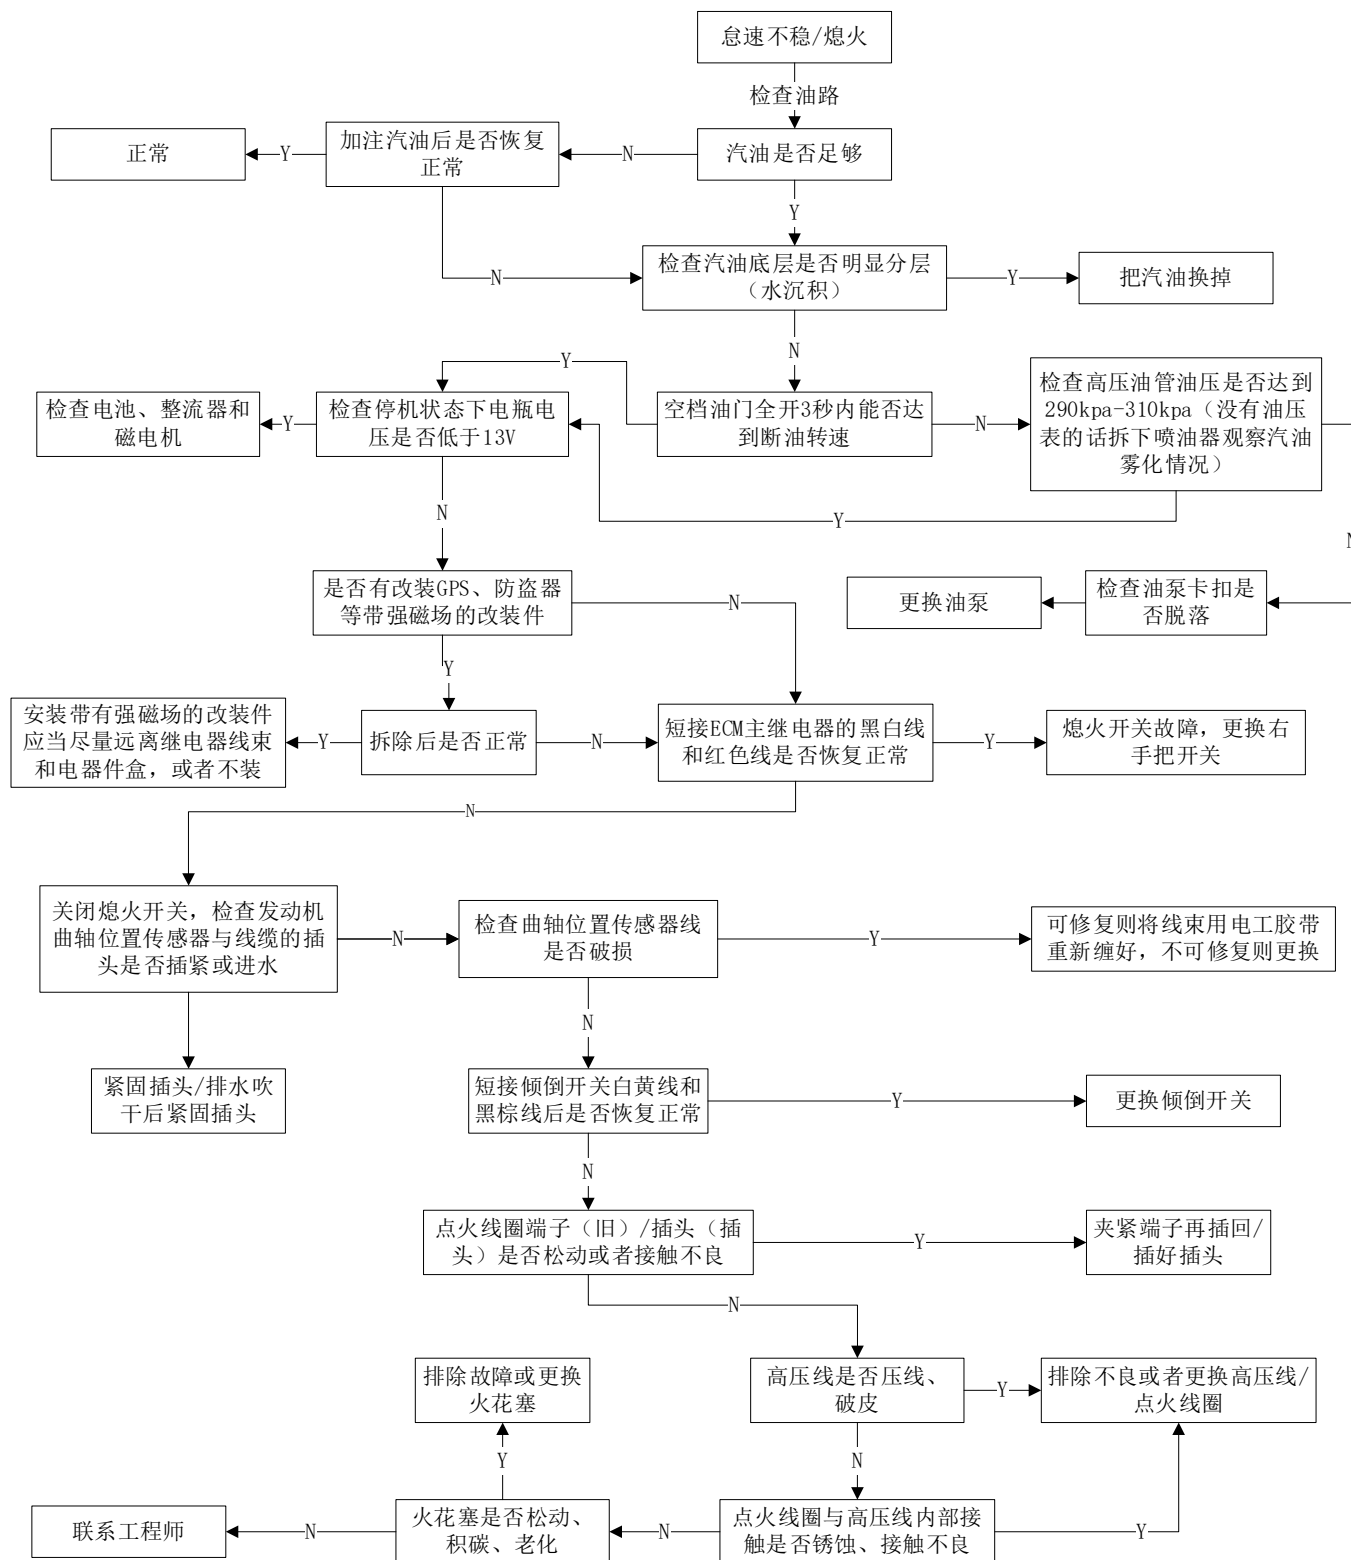 怠速不稳/熄火
检查油路
正常
Y
加注汽油后是否恢复
正常
N
汽油是否足够
Y
N
检查汽油底层是否明显分层
（水沉积）
Y
把汽油换掉
N
Y
检查电池、整流器和
磁电机
Y
检查停机状态下电瓶电
压是否低于13V
空档油门全开3秒内能否达
到断油转速
N
检查高压油管油压是否达到
290kpa-310kpa（没有油压
表的话拆下喷油器观察汽油
雾化情况）
N
Y
N
是否有改装GPS、防盗器
等带强磁场的改装件
N
更换油泵
检查油泵卡扣是
否脱落
Y
安装带有强磁场的改装件
应当尽量远离继电器线束
和电器件盒，或者不装
Y
拆除后是否正常
N
短接ECM主继电器的黑白线
和红色线是否恢复正常
Y
熄火开关故障，更换右
手把开关
N
关闭熄火开关，检查发动机
曲轴位置传感器与线缆的插
头是否插紧或进水
N
检查曲轴位置传感器线
是否破损
Y
可修复则将线束用电工胶带
重新缠好，不可修复则更换
N
紧固插头/排水吹
干后紧固插头
短接倾倒开关白黄线和
黑棕线后是否恢复正常
Y
更换倾倒开关
N
点火线圈端子（旧）/插头（插
头）是否松动或者接触不良
Y
夹紧端子再插回/
插好插头
N
排除故障或更换
火花塞
高压线是否压线、
破皮
Y
排除不良或者更换高压线/
点火线圈
Y
N
联系工程师
N
火花塞是否松动、
积碳、老化
N
点火线圈与高压线内部接
触是否锈蚀、接触不良
Y